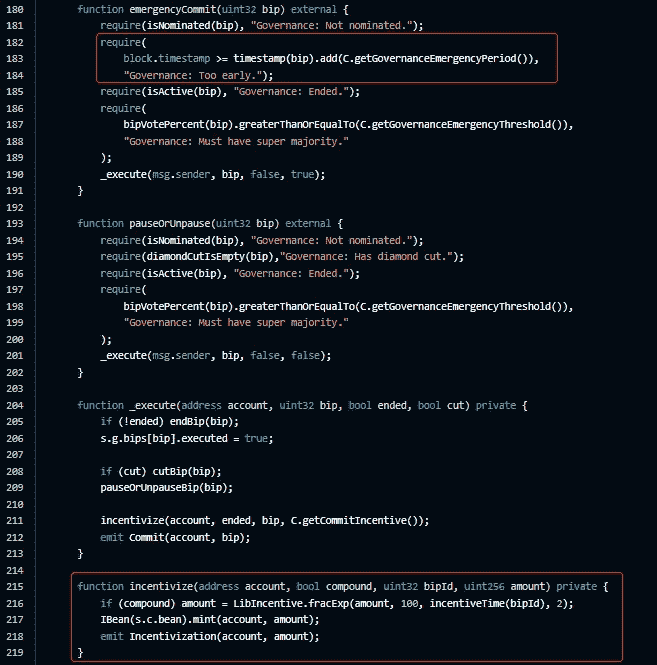 180 function emergencyCommit(uint32 bip) external {
181 require(isNominated(bip), "Governance: Not nominated.");
182 require(
183 block.timestamp >= timestamp(bip).add(C.getGovernanceEmergencyPeriod()),
184 "Governance: Too early.");
185 require(isActive(bip), "Governance: Ended.");
186 require(
187 bipVotePercent(bip).greaterThanOrEqualTo(C.getGovernanceEmergencyThreshold()),
188 "Governance: Must have super majority."
189 );
190 _execute(msg.sender, bip, false, true);
191 }
192
193 function pauseOrUnpause(uint32 bip) external {
194 require(isNominated(bip), "Governance: Not nominated.");
195 require(diamondCutIsEmpty(bip),"Governance: Has diamond cut.");
196 require(isActive(bip), "Governance: Ended.");
197 require(
198 bipVotePercent(bip).greaterThanOrEqualTo(C.getGovernanceEmergencyThreshold()),
199 "Governance: Must have super majority."
200 );
201 _execute(msg.sender, bip, false, false);
202 }
203
204 function _execute(address account, uint32 bip, bool ended, bool cut) private {
205 if (!ended) endBip(bip);
206 s.g.bips[bip].executed = true;
207
208 if (cut) cutBip(bip);
209 pauseOrUnpauseBip(bip);
210
211 incentivize(account, ended, bip, C.getCommitIncentive());
212 emit Commit(account, bip);
213 }
214
215 function incentivize(address account, bool compound, uint32 bipId, uint256 amount) private {
216 if (compound) amount = LibIncentive.fracExp(amount, 100, incentiveTime(bipId), 2);
217 IBean(s.c.bean).mint(account, amount);
218 emit Incentivization(account, amount);
219 }